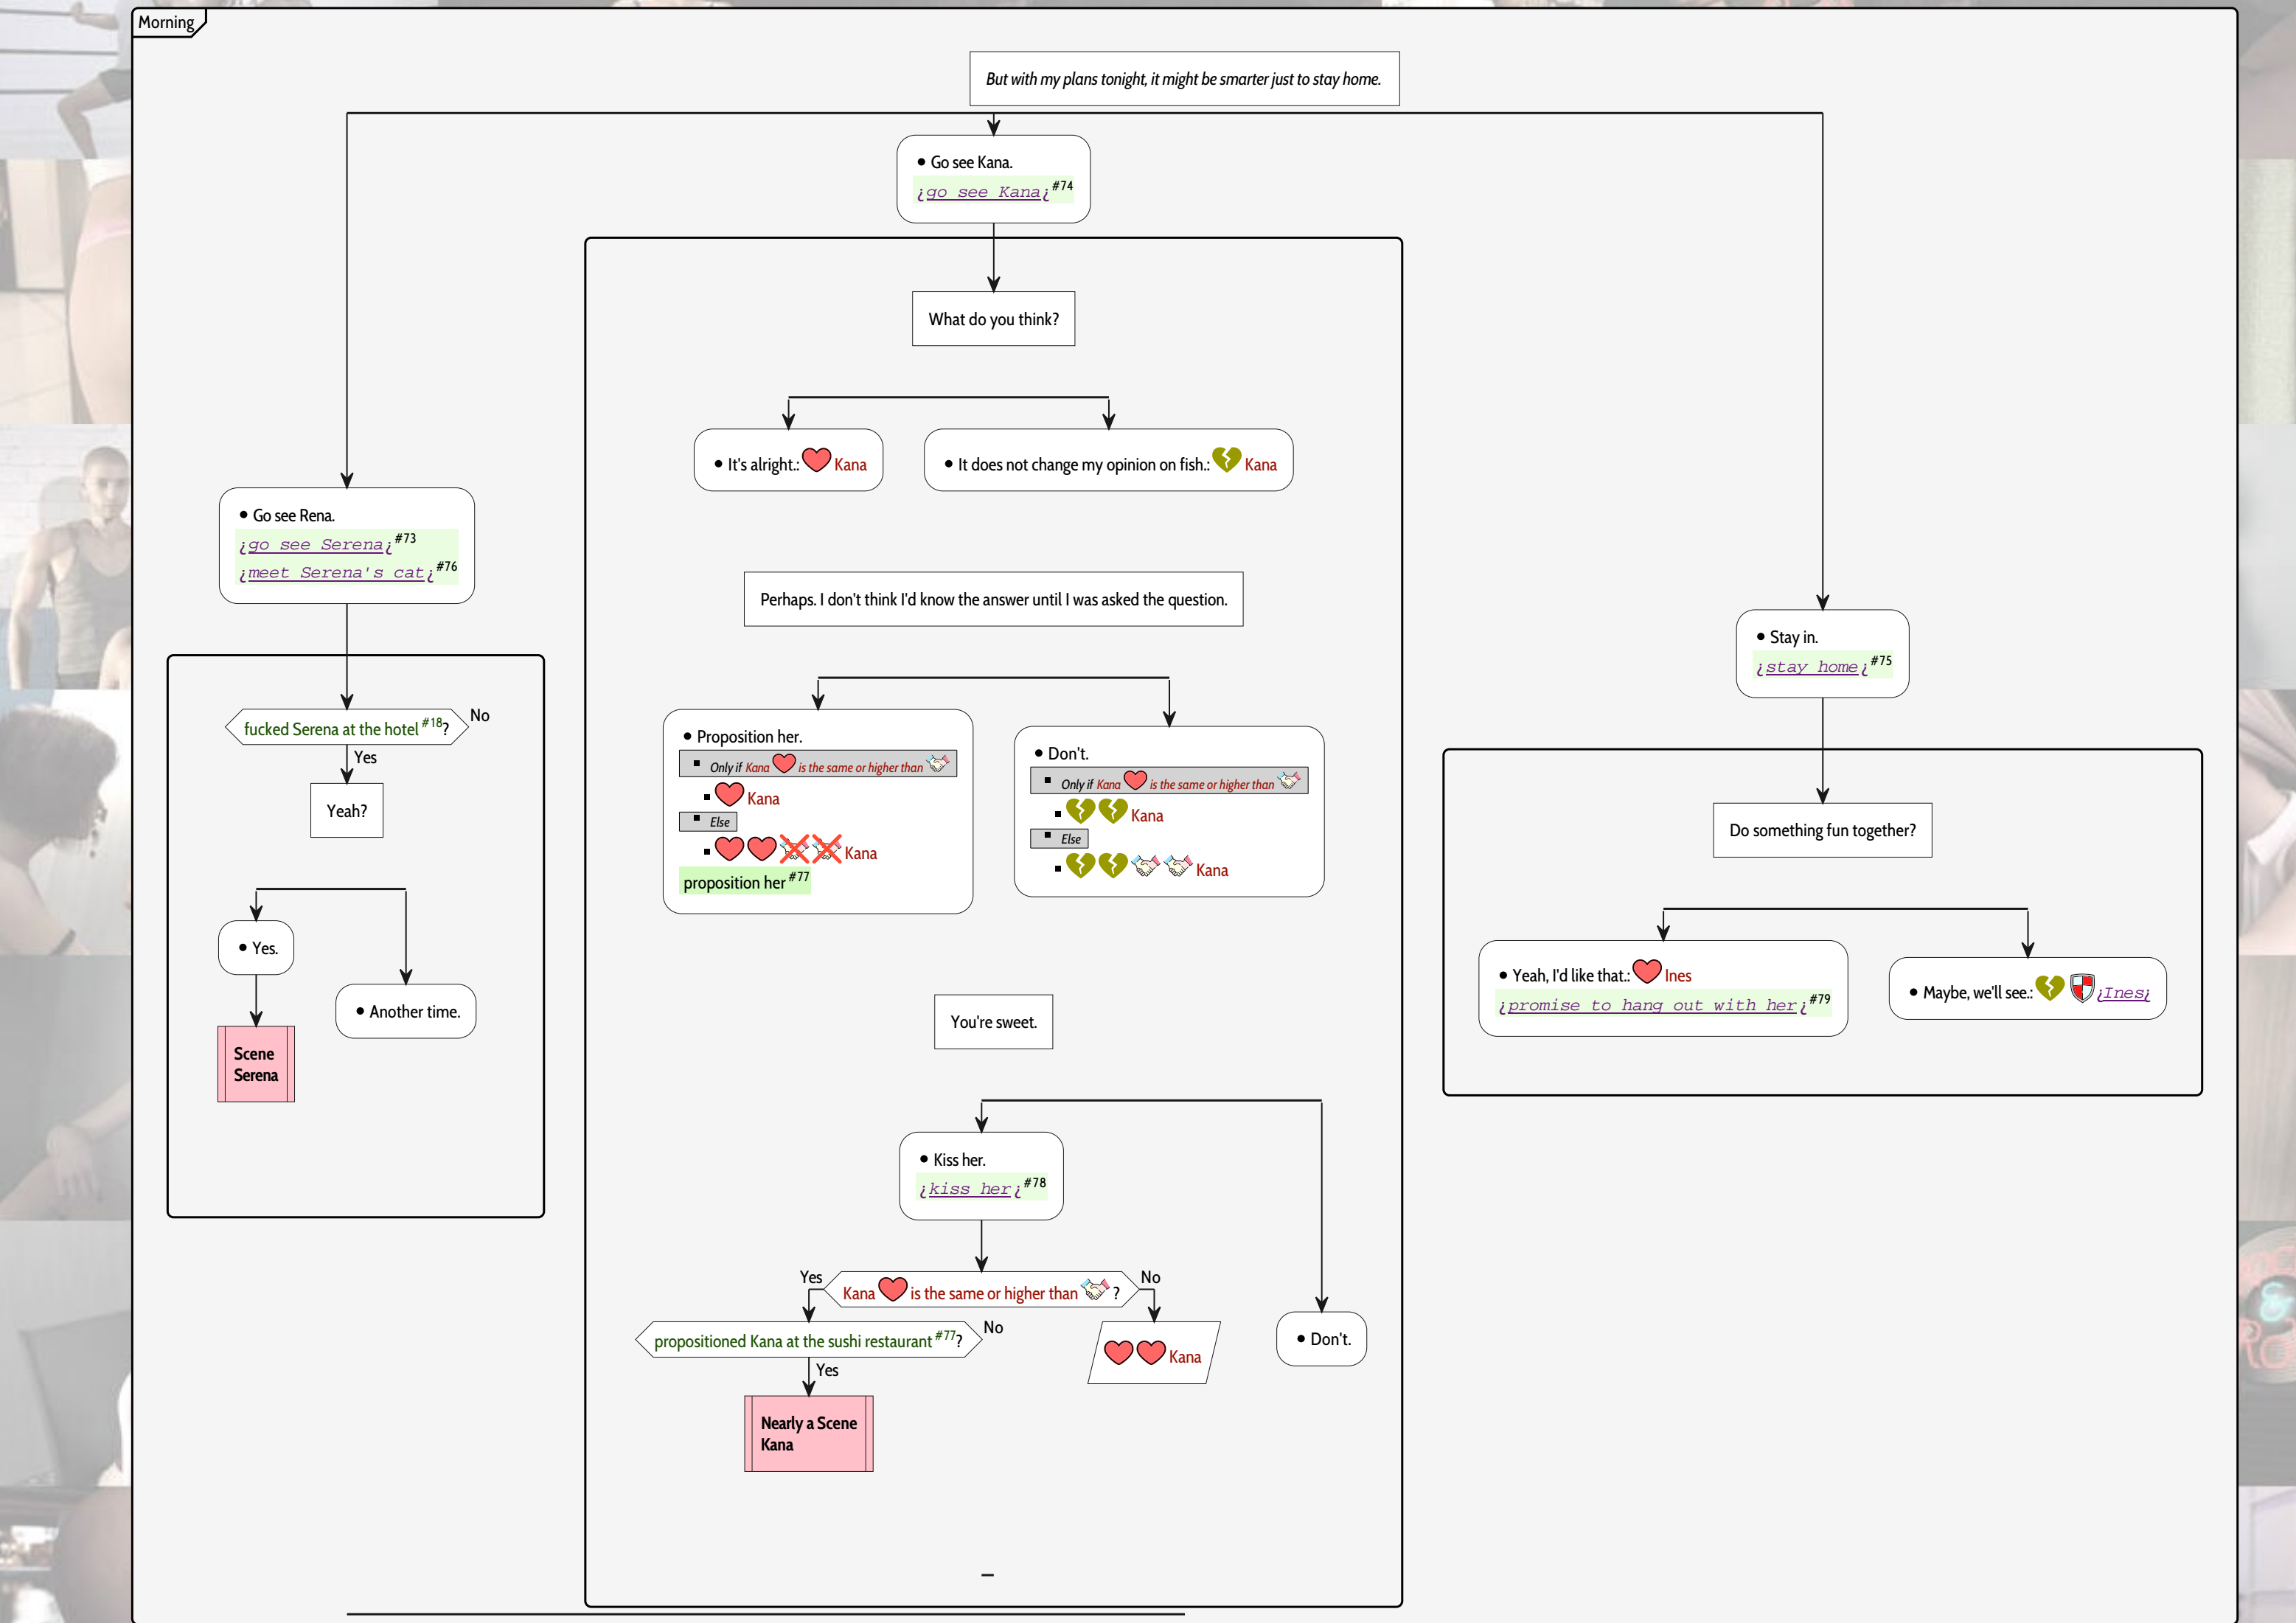 Morning
But with my plans tonight, it might be smarter just to stay home.
• Go see Kana.
¿go see Kana¿#74
What do you think?
• It's alright.: Kana
• It does not change my opinion on fish.: Kana
• Go see Rena.
¿go see Serena¿#73
¿meet Serena's cat¿#76
Perhaps. I don't think I'd know the answer until I was asked the question.
• Stay in.
¿stay home¿#75
fucked Serena at the hotel #18?
No
Yes
Yeah?
• Yes.
• Another time.
Scene
Serena
• Proposition her.
▪ Only if Kana is the same or higher than
▪ Kana
▪ Else
▪ Kana
proposition her #77
• Don't.
▪ Only if Kana is the same or higher than
▪ Kana
▪ Else
▪ Kana
Do something fun together?
• Yeah, I'd like that.: Ines
¿promise to hang out with her¿#79
• Maybe, we'll see.: ¿Ines¿
You're sweet.
• Kiss her.
¿kiss her¿#78
Yes
Kana is the same or higher than ?
No
propositioned Kana at the sushi restaurant #77?
No
Yes
Kana
• Don't.
Nearly a Scene
Kana